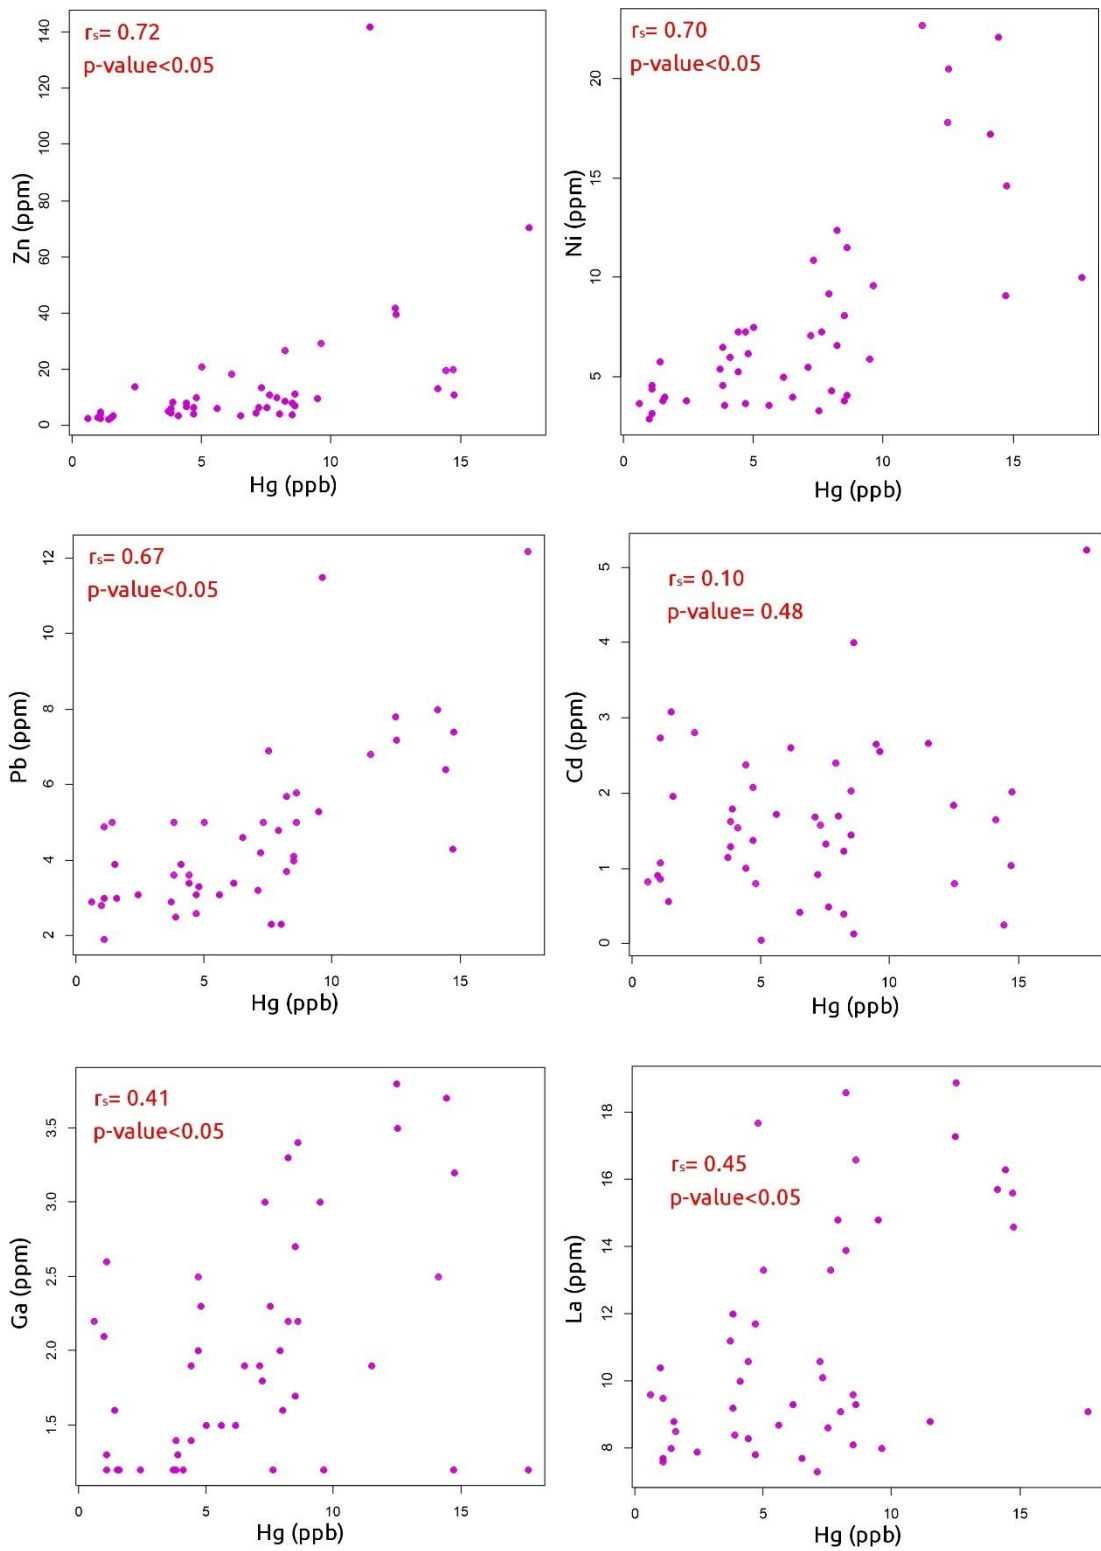 rs= 0.72
p-value<0.05
Zn (ppm)
140
120
100
80
60
40
20
0
0 5 10 15
Hg (ppb)
rs= 0.70
p-value<0.05
Ni (ppm)
20
15
10
5
0 5 10 15
Hg (ppb)
rs= 0.67
p-value<0.05
Pb (ppm)
12
10
8
6
4
2
0 5 10 15
Hg (ppb)
rs= 0.10
p-value= 0.48
Cd (ppm)
5
4
3
2
1
0
0 5 10 15
Hg (ppb)
rs= 0.41
p-value<0.05
Ga (ppm)
3.5
3.0
2.5
2.0
1.5
0 5 10 15
Hg (ppb)
rs= 0.45
p-value<0.05
La (ppm)
18
16
14
12
10
8
0 5 10 15
Hg (ppb)